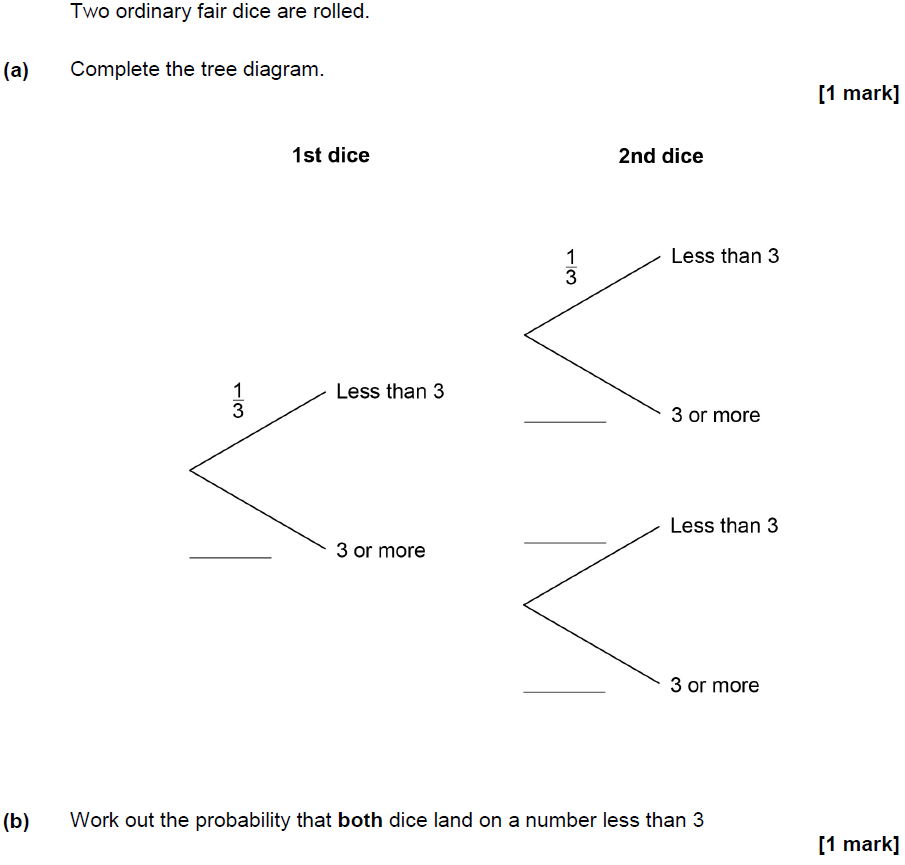 Two ordinary fair dice are rolled.
(a) Complete the tree diagram.
[1 mark]
1st dice 2nd dice
1/3 Less than 3
1/3 Less than 3
3 or more
Less than 3
3 or more
3 or more
(b) Work out the probability that both dice land on a number less than 3
[1 mark]